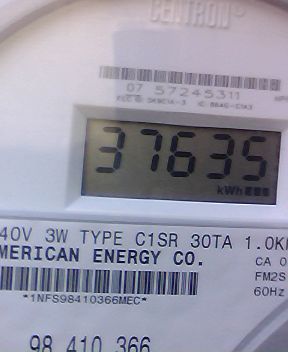 CENTRON®
07 57245311
37635
kWh
40V 3W TYPE C1SR 30TA 1.0K
MERICAN ENERGY CO.
CA 0
FM2S
60Hz
*1NFS98410366MEC*
98 410 366